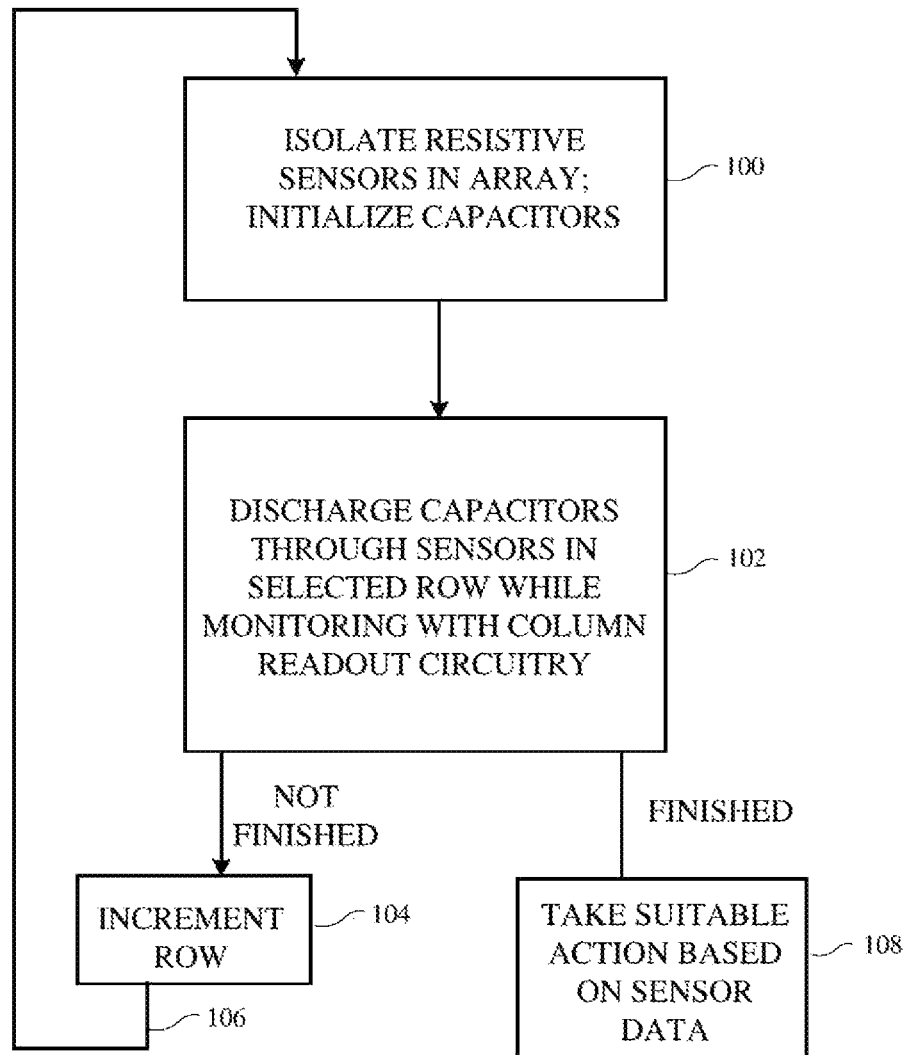 ISOLATE RESISTIVE
SENSORS IN ARRAY;
INITIALIZE CAPACITORS
100
DISCHARGE CAPACITORS
THROUGH SENSORS IN
SELECTED ROW WHILE
MONITORING WITH COLUMN
READOUT CIRCUITRY
102
NOT
FINISHED
FINISHED
INCREMENT
ROW
104
106
TAKE SUITABLE
ACTION BASED
ON SENSOR
DATA
108